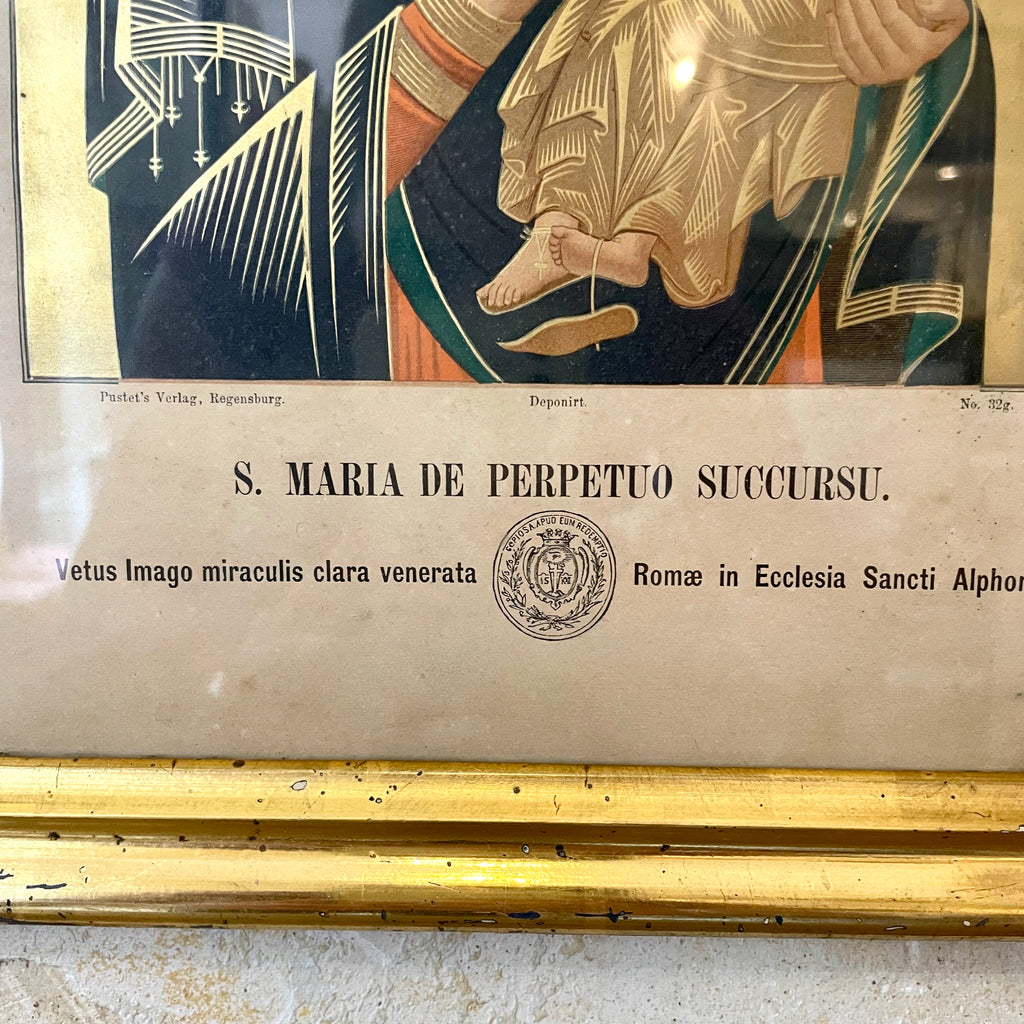 Pustet's Verlag, Regensburg. Deponirt. No. 32g.
S. MARIA DE PERPETUO SUCCURSU.
COPIOSA APUD EUM REDEMPTIO
Vetus Imago miraculis clara venerata Romæ in Ecclesia Sancti Alphon